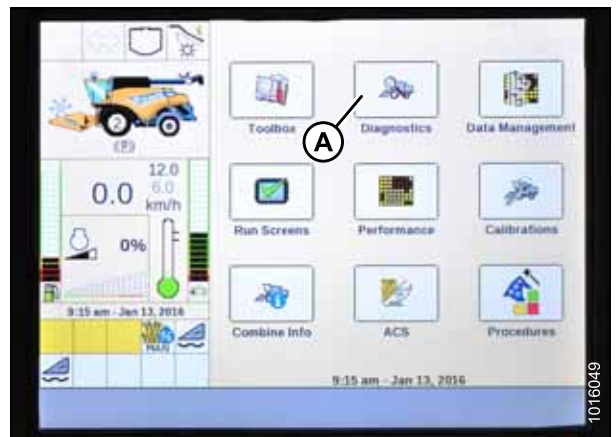 2
(P)
12.0
0.0 6.0
km/h
0%
9:15 am - Jan 13, 2016
MAN
Toolbox Diagnostics Data Management
A
Run Screens Performance Calibrations
Combine Info ACS Procedures
9:15 am - Jan 13, 2016
1016049